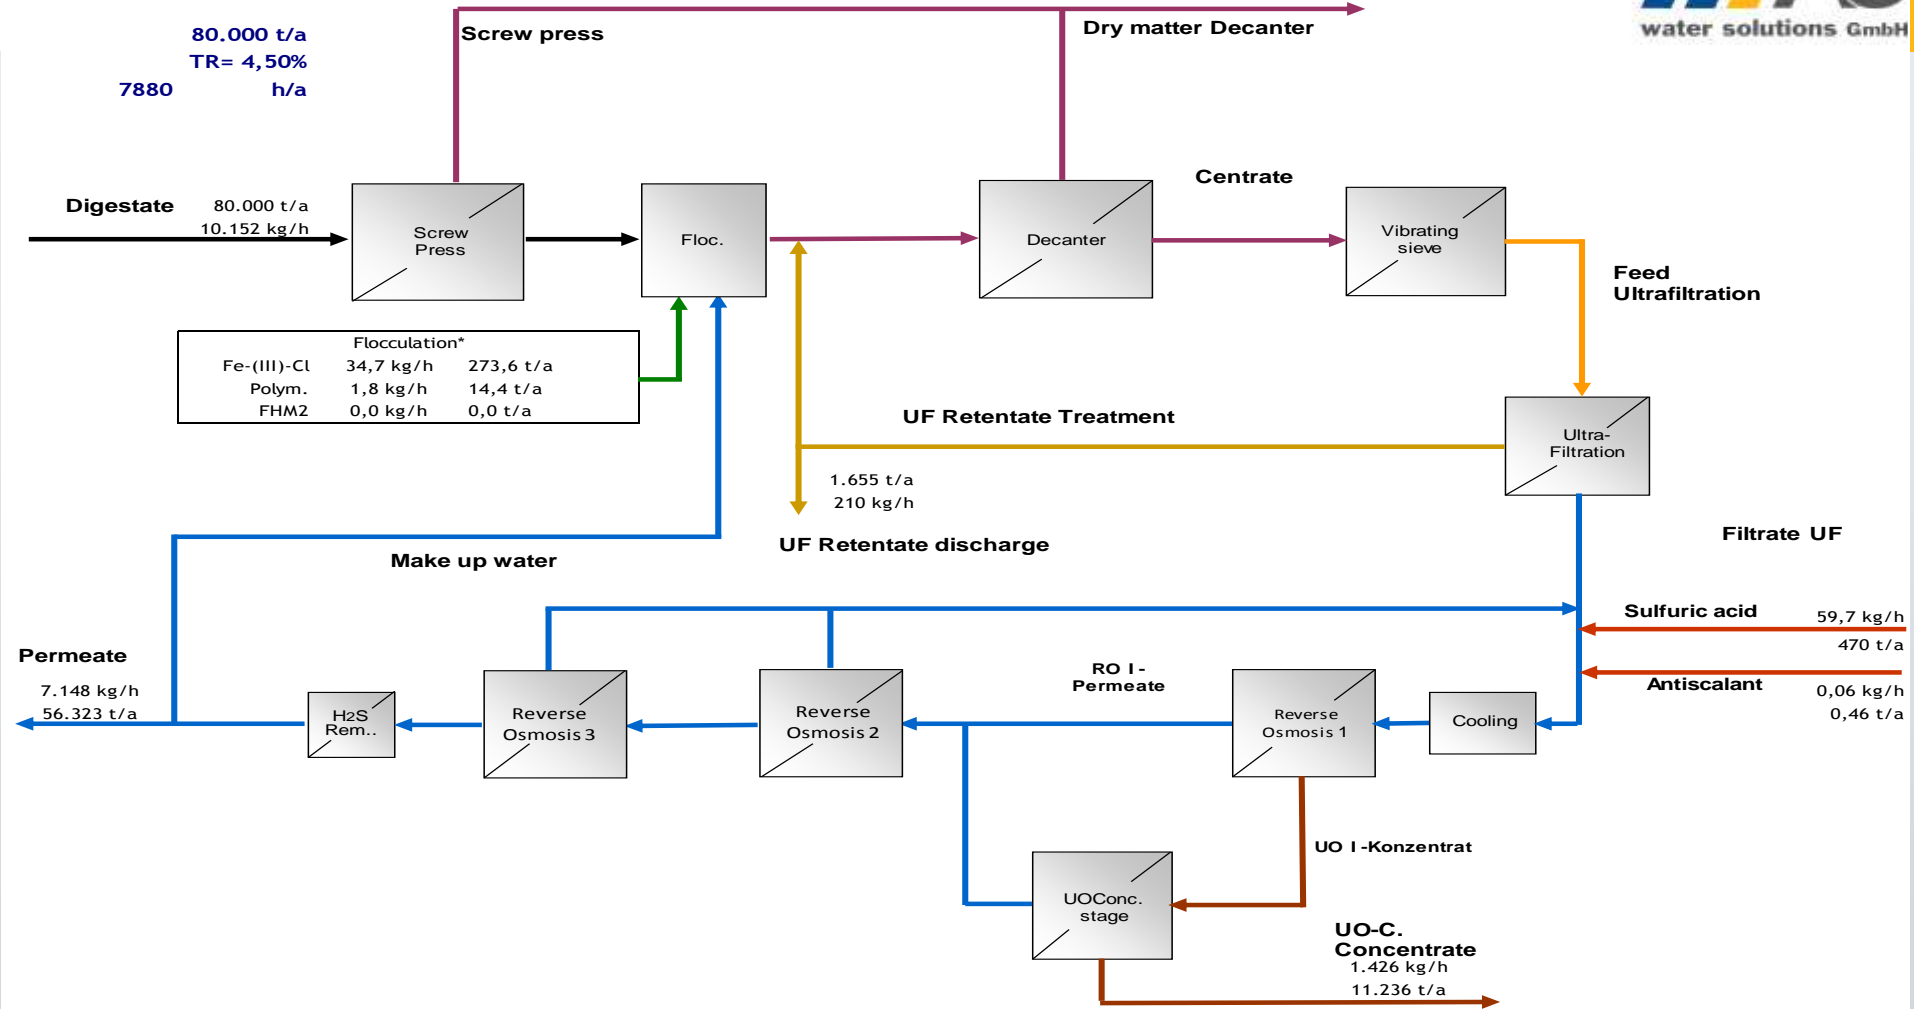 80.000 t/a
TR= 4,50%
7880 h/a
Screw press
Dry matter Decanter
water solutions GmbH
Digestate 80.000 t/a
10.152 kg/h
Screw
Press
Floc.
Decanter
Centrate
Vibrating
sieve
Feed
Ultrafiltration
Flocculation*
Fe-(III)-Cl 34,7 kg/h 273,6 t/a
Polym. 1,8 kg/h 14,4 t/a
FHM2 0,0 kg/h 0,0 t/a
UF Retentate Treatment
Ultra-
Filtration
1.655 t/a
210 kg/h
UF Retentate discharge
Filtrate UF
Make up water
Sulfuric acid 59,7 kg/h
470 t/a
Antiscalant 0,06 kg/h
0,46 t/a
Permeate
7.148 kg/h
56.323 t/a
H2S
Rem..
Reverse
Osmosis 3
Reverse
Osmosis 2
RO I -
Permeate
Reverse
Osmosis 1
Cooling
UO I -Konzentrat
UOConc.
stage
UO-C.
Concentrate
1.426 kg/h
11.236 t/a